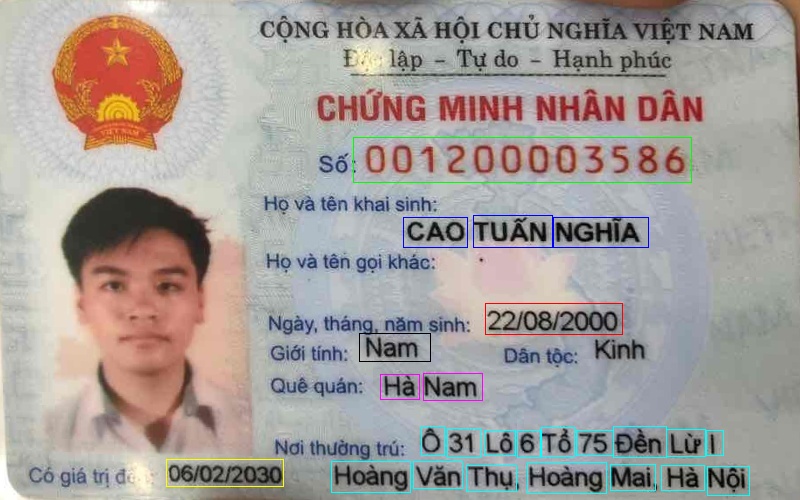 CỘNG HÒA XÃ HỘI CHỦ NGHĨA VIỆT NAM
Độc lập - Tự do - Hạnh phúc
CHỨNG MINH NHÂN DÂN
Số: 001200003586
Họ và tên khai sinh:
CAO TUẤN NGHĨA
Họ và tên gọi khác:
Ngày, tháng, năm sinh: 22/08/2000
Giới tính: Nam Dân tộc: Kinh
Quê quán: Hà Nam
Nơi thường trú: Ô 31 Lô 6 Tổ 75 Đền Lừ I
Hoàng Văn Thụ, Hoàng Mai, Hà Nội
Có giá trị đến: 06/02/2030
VIỆT NAM